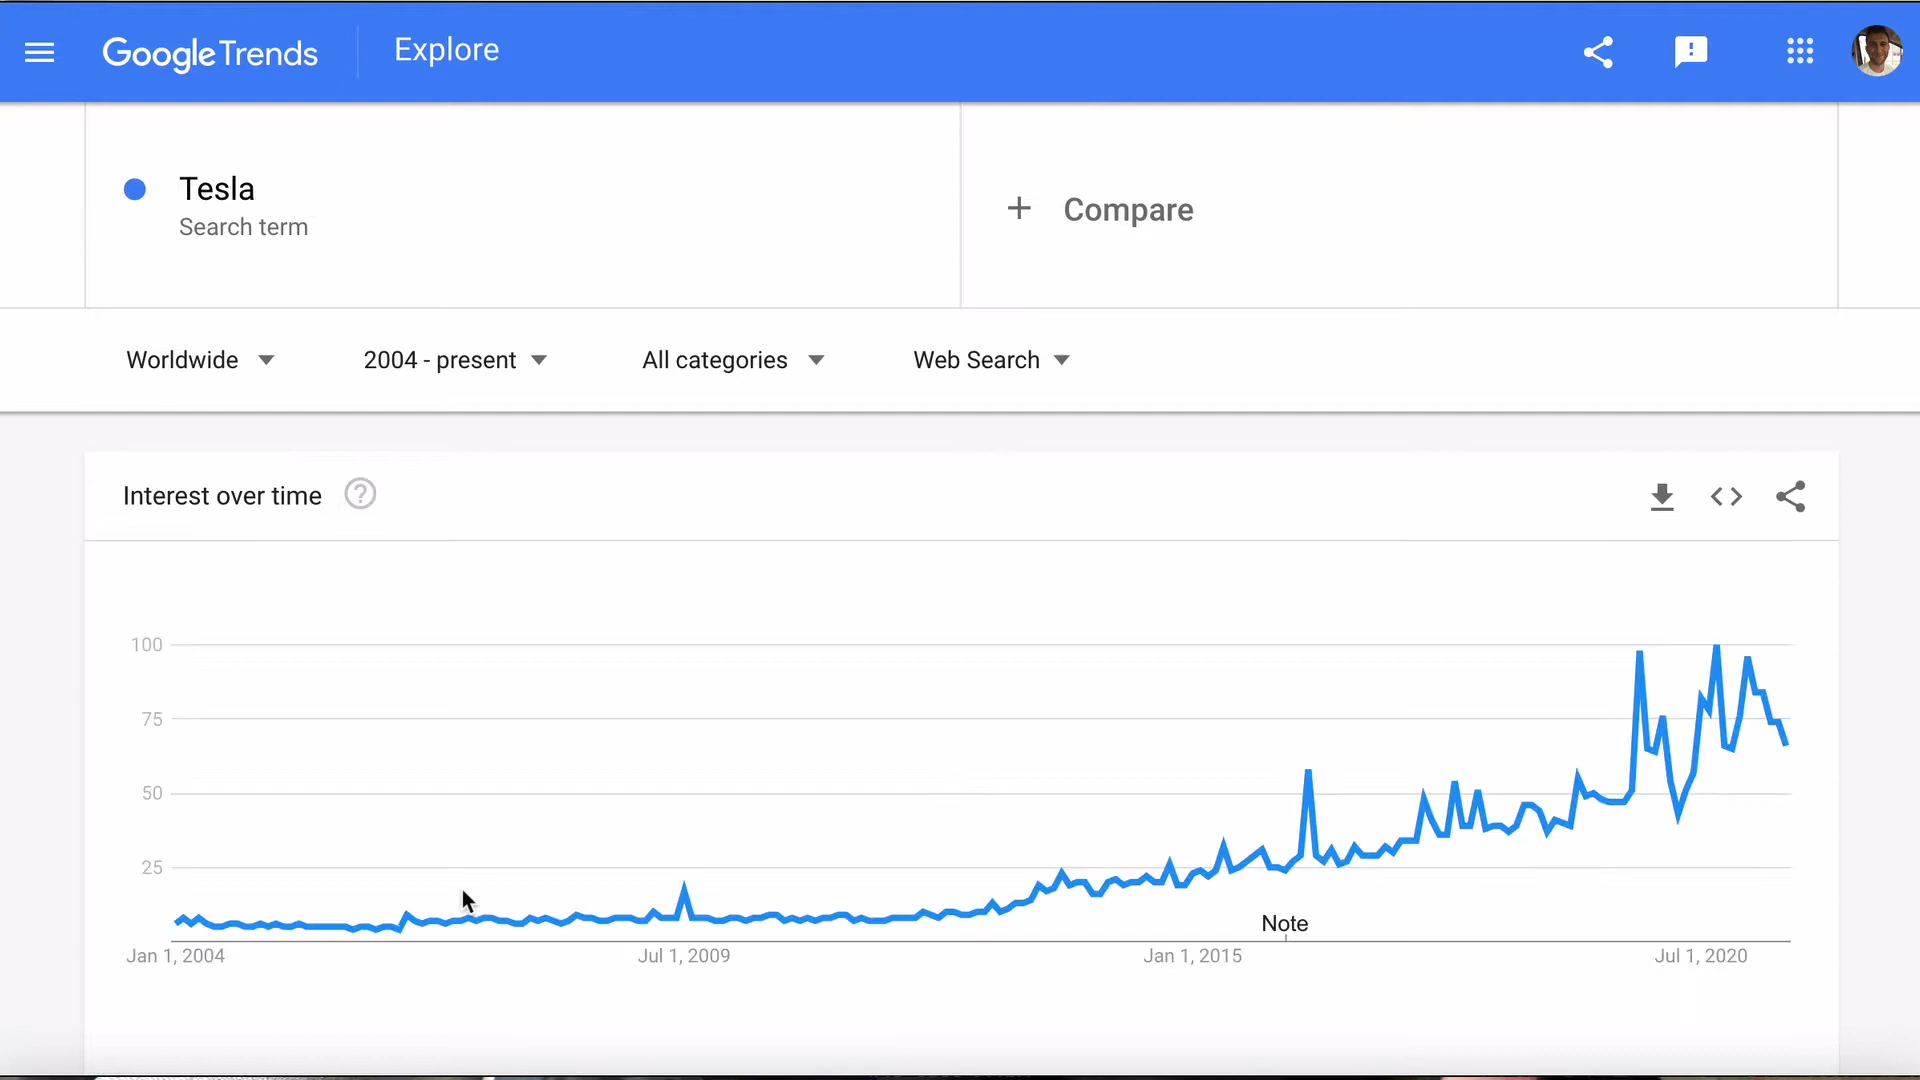 Google Trends Explore
Tesla
Search term
+ Compare
Worldwide 2004 - present All categories Web Search
Interest over time ?
100
75
50
25
Note
Jan 1, 2004 Jul 1, 2009 Jan 1, 2015 Jul 1, 2020